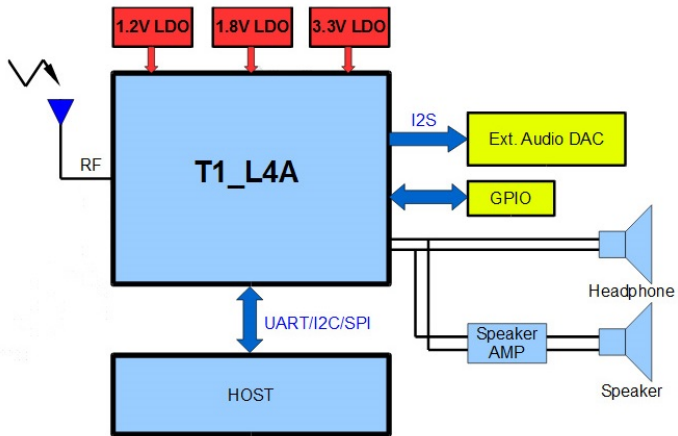 1.2V LDO
1.8V LDO
3.3V LDO
RF
T1_L4A
I2S
Ext. Audio DAC
GPIO
Headphone
UART/I2C/SPI
Speaker
AMP
Speaker
HOST